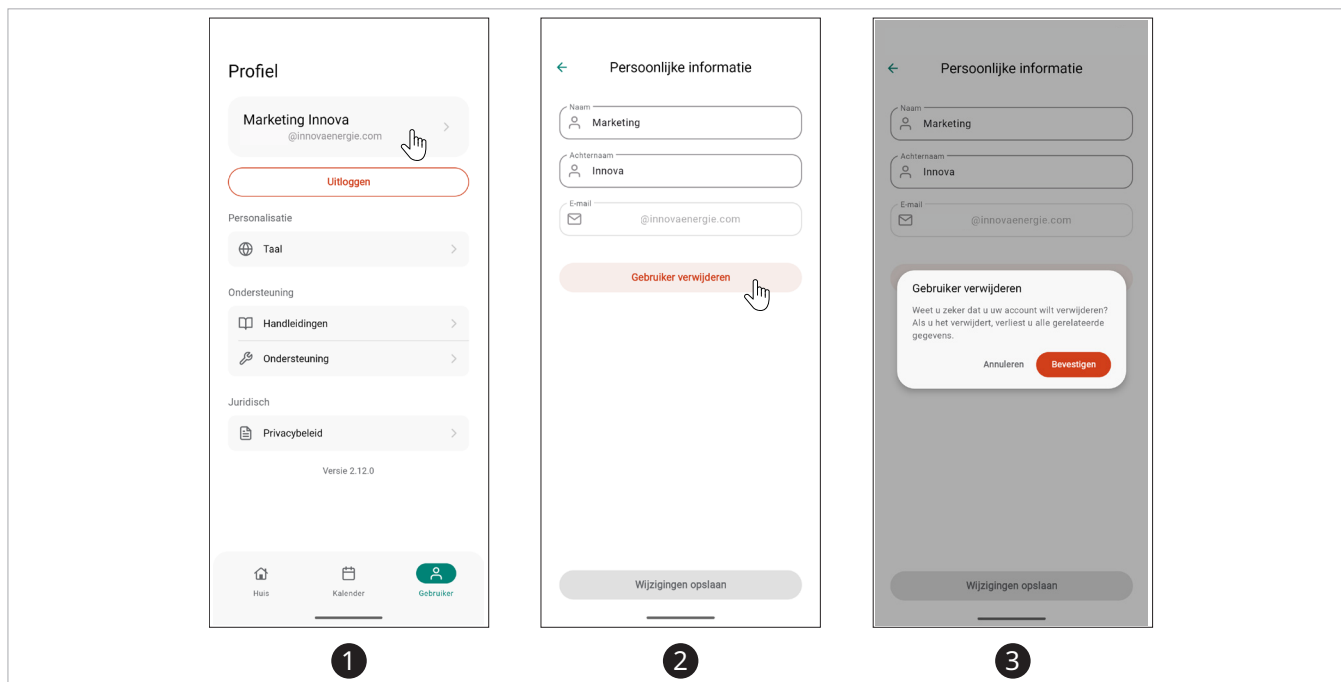 Profiel
Marketing Innova
@innovaenergie.com
Uitloggen
Personalisatie
Taal
Ondersteuning
Handleidingen
Ondersteuning
Juridisch
Privacybeleid
Versie 2.12.0
Huis
Kalender
Gebruiker
1
Persoonlijke informatie
Naam
Marketing
Achternaam
Innova
E-mail
@innovaenergie.com
Gebruiker verwijderen
Wijzigingen opslaan
2
Persoonlijke informatie
Naam
Marketing
Achternaam
Innova
E-mail
@innovaenergie.com
Gebruiker verwijderen
Weet u zeker dat u uw account wilt verwijderen?
Als u het verwijdert, verliest u alle gerelateerde
gegevens.
Annuleren
Bevestigen
Wijzigingen opslaan
3